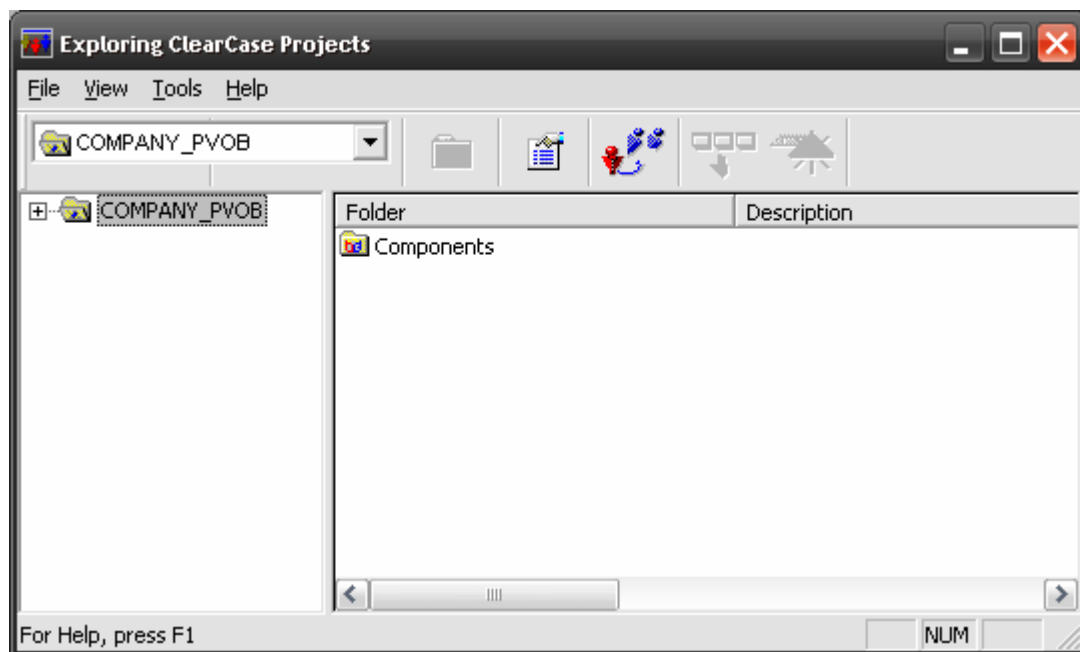 Exploring ClearCase Projects
File View Tools Help
COMPANY_PVOB
COMPANY_PVOB
Folder Description
Components
For Help, press F1 NUM